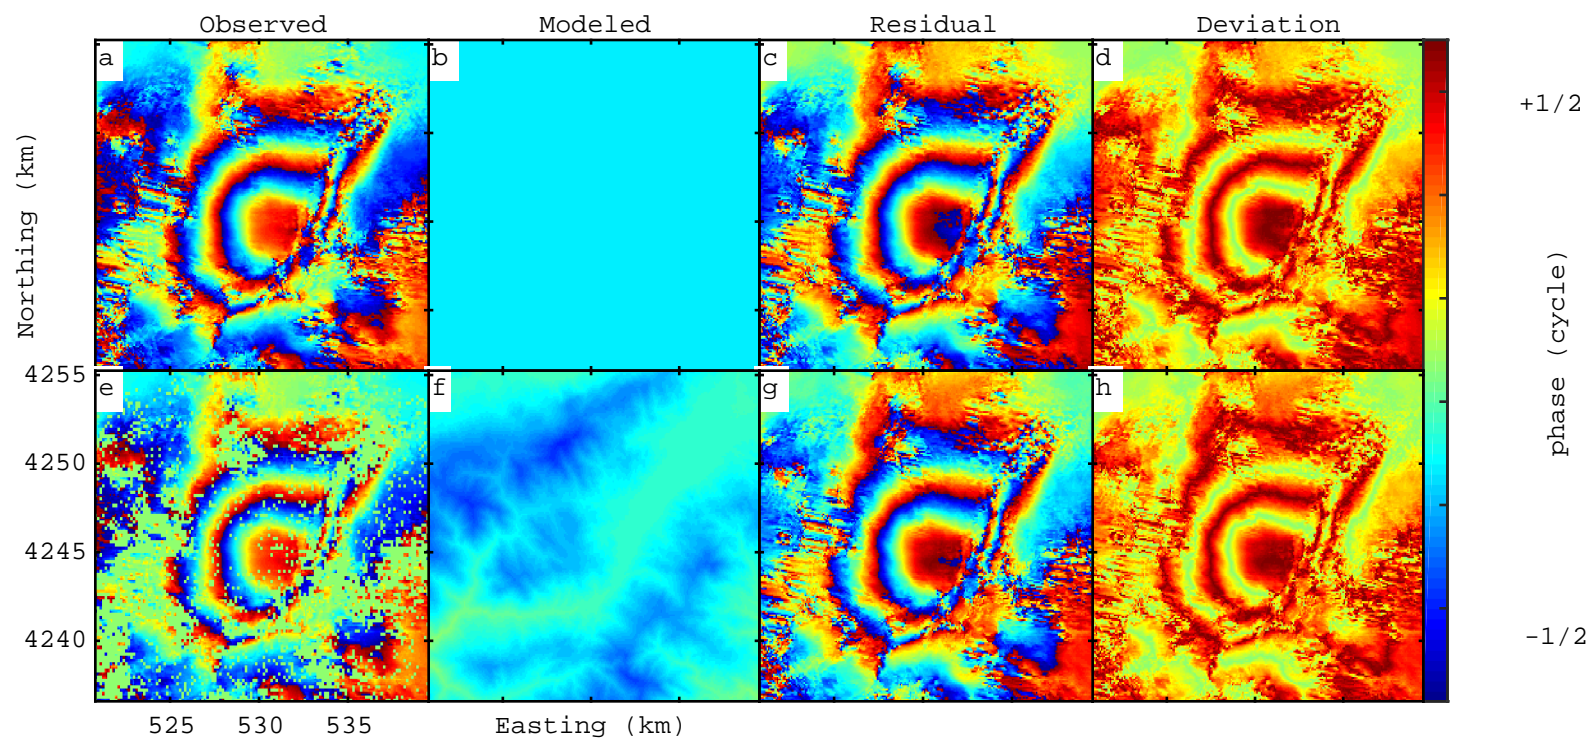 Observed Modeled Residual Deviation
a b c d
+1/2
Northing (km)
phase (cycle)
4255
e f g h
4250
4245
4240
-1/2
525 530 535 Easting (km)